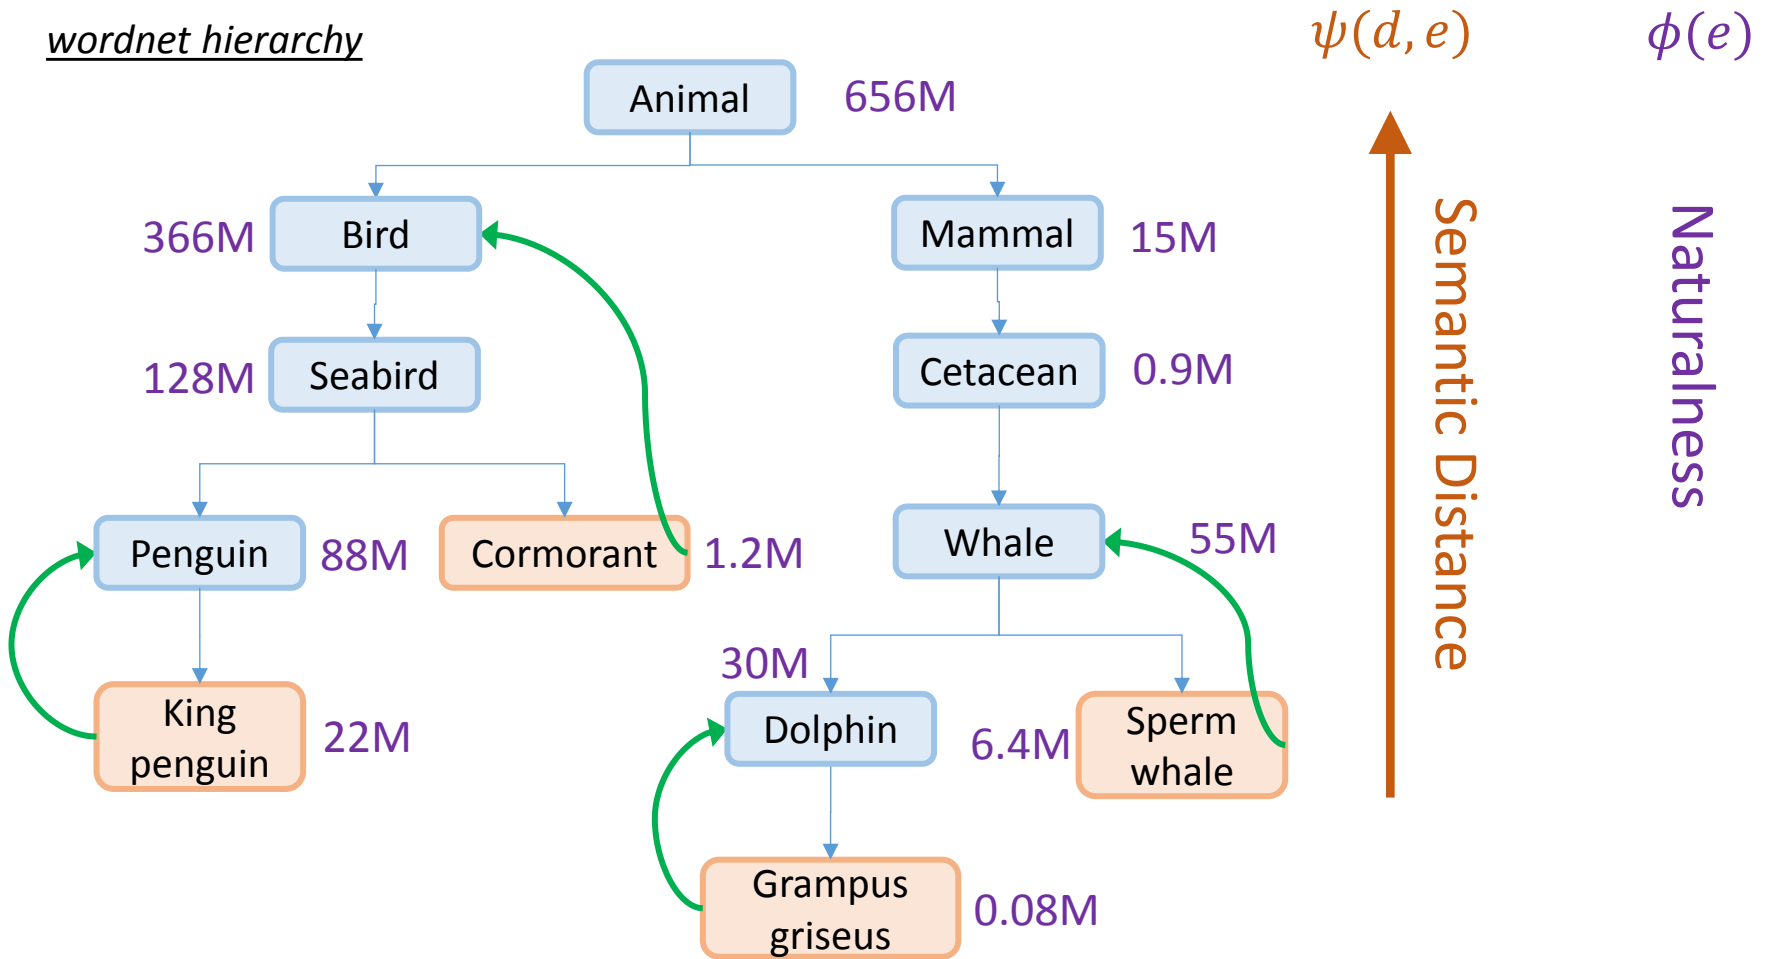 wordnet hierarchy
ψ(d, e)
ϕ(e)
Animal
656M
366M
Bird
Mammal
15M
128M
Seabird
Cetacean
0.9M
Penguin
88M
Cormorant
1.2M
Whale
55M
King
penguin
22M
30M
Dolphin
6.4M
Sperm
whale
Grampus
griseus
0.08M
Semantic Distance
Naturalness